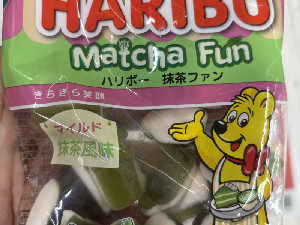 HARIBO
Matcha Fun
ハリボー 抹茶ファン
きらきら笑顔
マイルド
抹茶風味